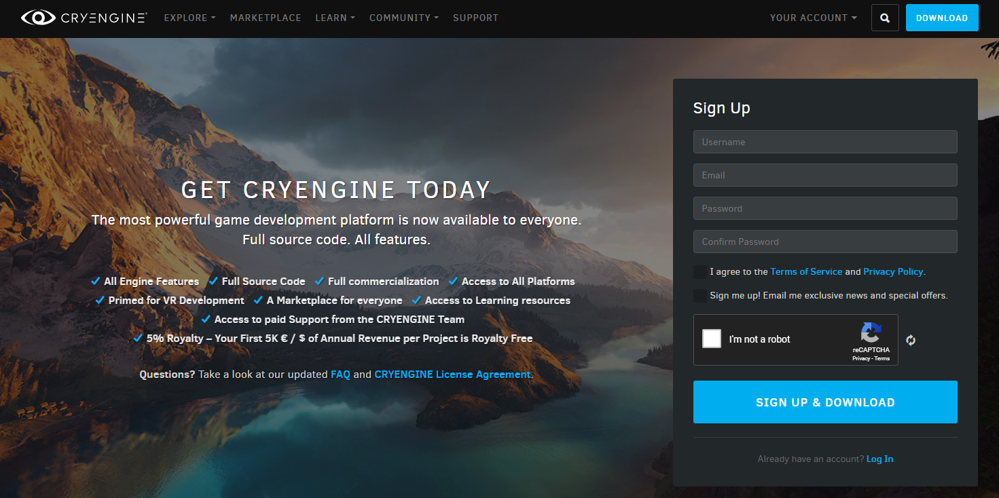 CRYENGINE®
EXPLORE
MARKETPLACE
LEARN
COMMUNITY
SUPPORT
YOUR ACCOUNT
DOWNLOAD
GET CRYENGINE TODAY
The most powerful game development platform is now available to everyone.
Full source code. All features.
All Engine Features Full Source Code Full commercialization Access to All Platforms
Primed for VR Development A Marketplace for everyone Access to Learning resources
Access to paid Support from the CRYENGINE Team
5% Royalty – Your First 5K € / $ of Annual Revenue per Project is Royalty Free
Questions? Take a look at our updated FAQ and CRYENGINE License Agreement.
Sign Up
Username
Email
Password
Confirm Password
I agree to the Terms of Service and Privacy Policy.
Sign me up! Email me exclusive news and special offers.
I'm not a robot
reCAPTCHA
Privacy - Terms
SIGN UP & DOWNLOAD
Already have an account? Log In